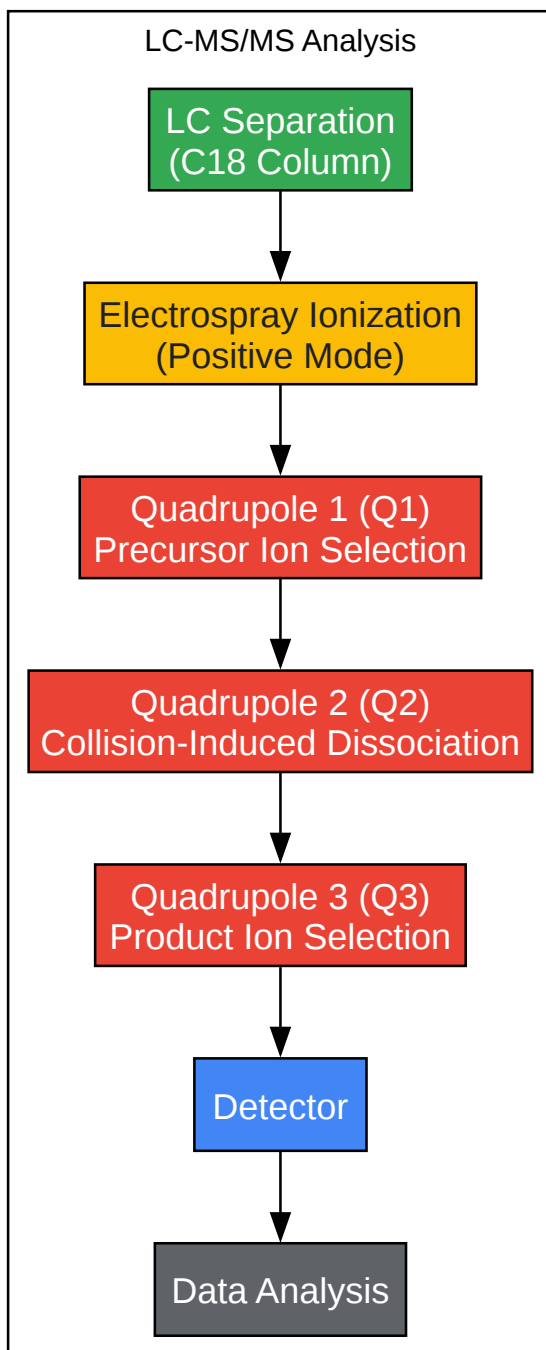 LC-MS/MS Analysis
LC Separation
(C18 Column)
Electrospray Ionization
(Positive Mode)
Quadrupole 1 (Q1)
Precursor Ion Selection
Quadrupole 2 (Q2)
Collision-Induced Dissociation
Quadrupole 3 (Q3)
Product Ion Selection
Detector
Data Analysis